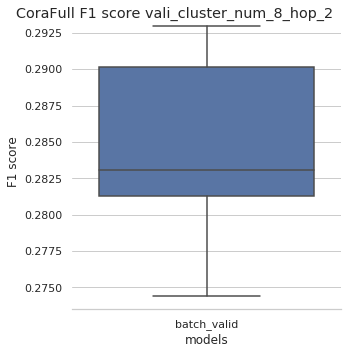 CoraFull F1 score vali_cluster_num_8_hop_2
0.2925
0.2900
0.2875
0.2850
0.2825
0.2800
0.2775
0.2750
F1 score
batch_valid
models